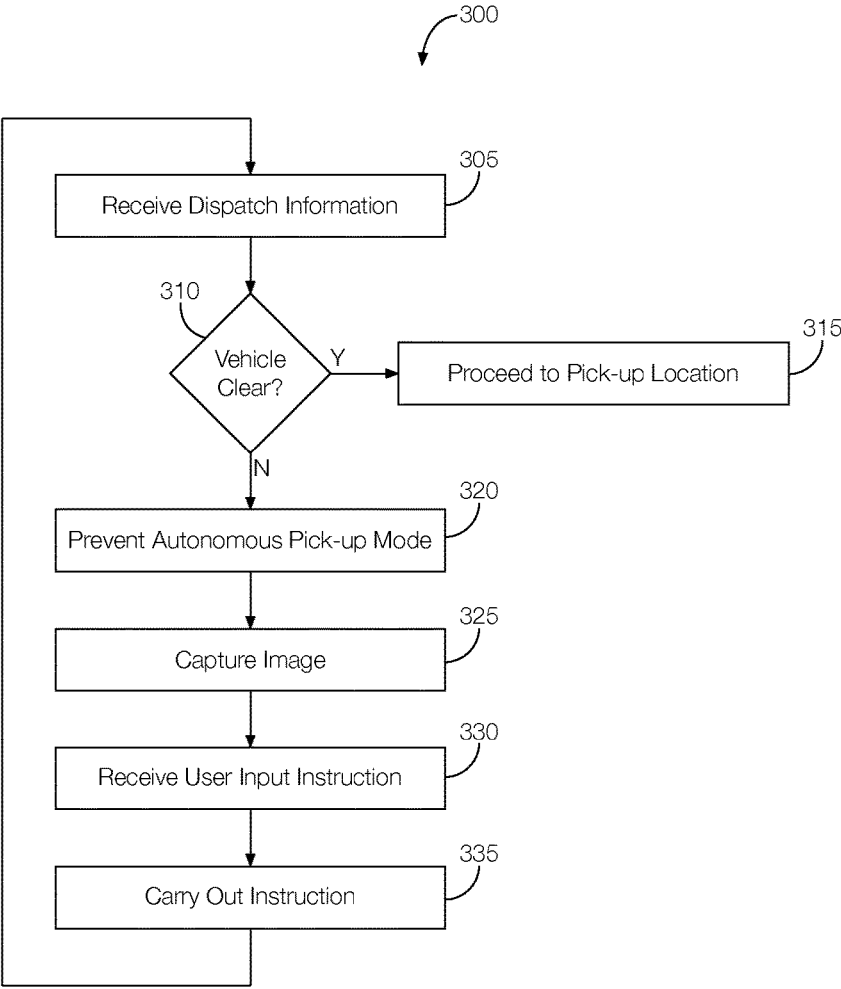 300
305
Receive Dispatch Information
310
Vehicle
Clear?
Y
315
Proceed to Pick-up Location
N
320
Prevent Autonomous Pick-up Mode
325
Capture Image
330
Receive User Input Instruction
335
Carry Out Instruction